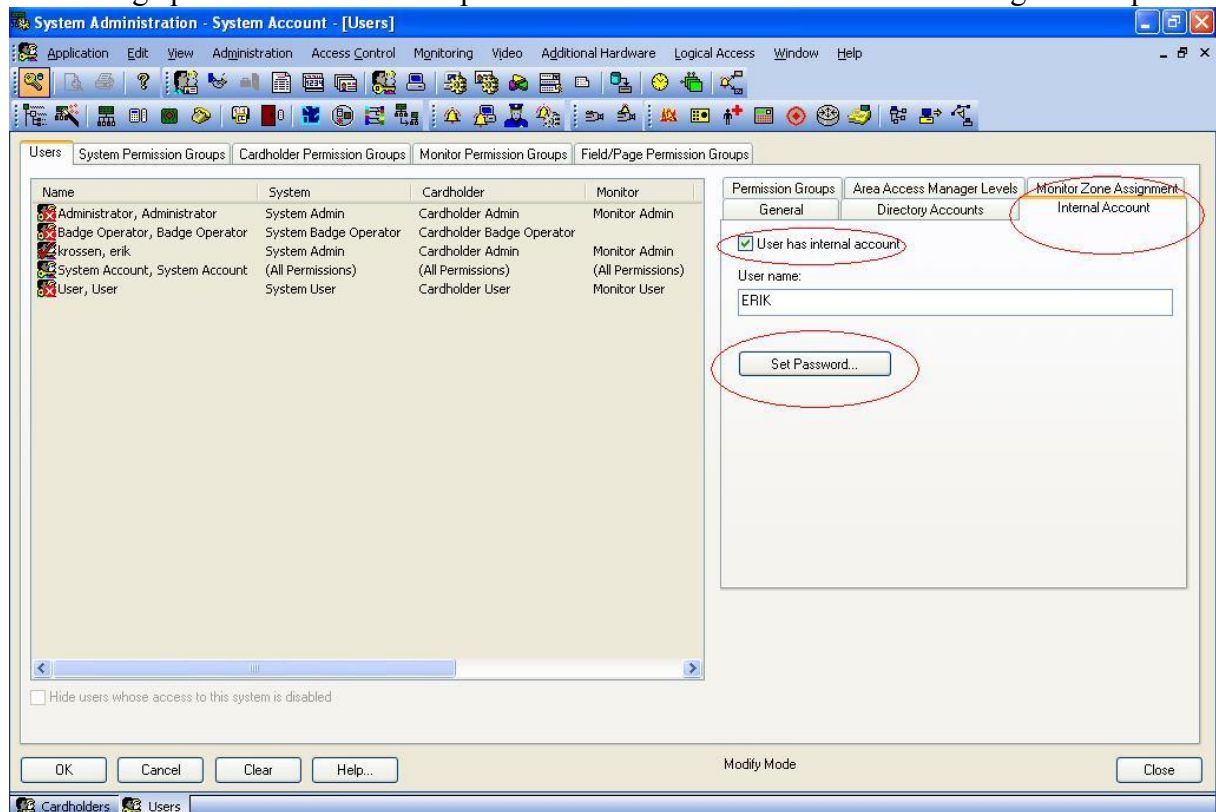 System Administration - System Account - [Users]
Application Edit View Administration Access Control Monitoring Video Additional Hardware Logical Access Window Help
Users System Permission Groups Cardholder Permission Groups Monitor Permission Groups Field/Page Permission Groups
Name System Cardholder Monitor
Administrator, Administrator System Admin Cardholder Admin Monitor Admin
Badge Operator, Badge Operator System Badge Operator Cardholder Badge Operator
krossen, erik System Admin Cardholder Admin Monitor Admin
System Account, System Account (All Permissions) (All Permissions) (All Permissions)
User, User System User Cardholder User Monitor User
Permission Groups Area Access Manager Levels Monitor Zone Assignment
General Directory Accounts Internal Account
User has internal account
User name:
ERIK
Set Password...
Hide users whose access to this system is disabled
OK Cancel Clear Help... Modify Mode Close
Cardholders Users